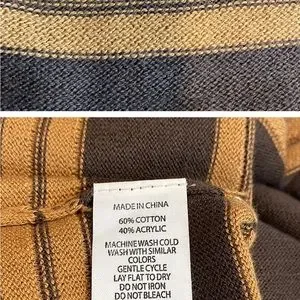 MADE IN CHINA
60% COTTON
40% ACRYLIC
MACHINE WASH COLD
WASH WITH SIMILAR
COLORS
GENTLE CYCLE
LAY FLAT TO DRY
DO NOT IRON
DO NOT BLEACH